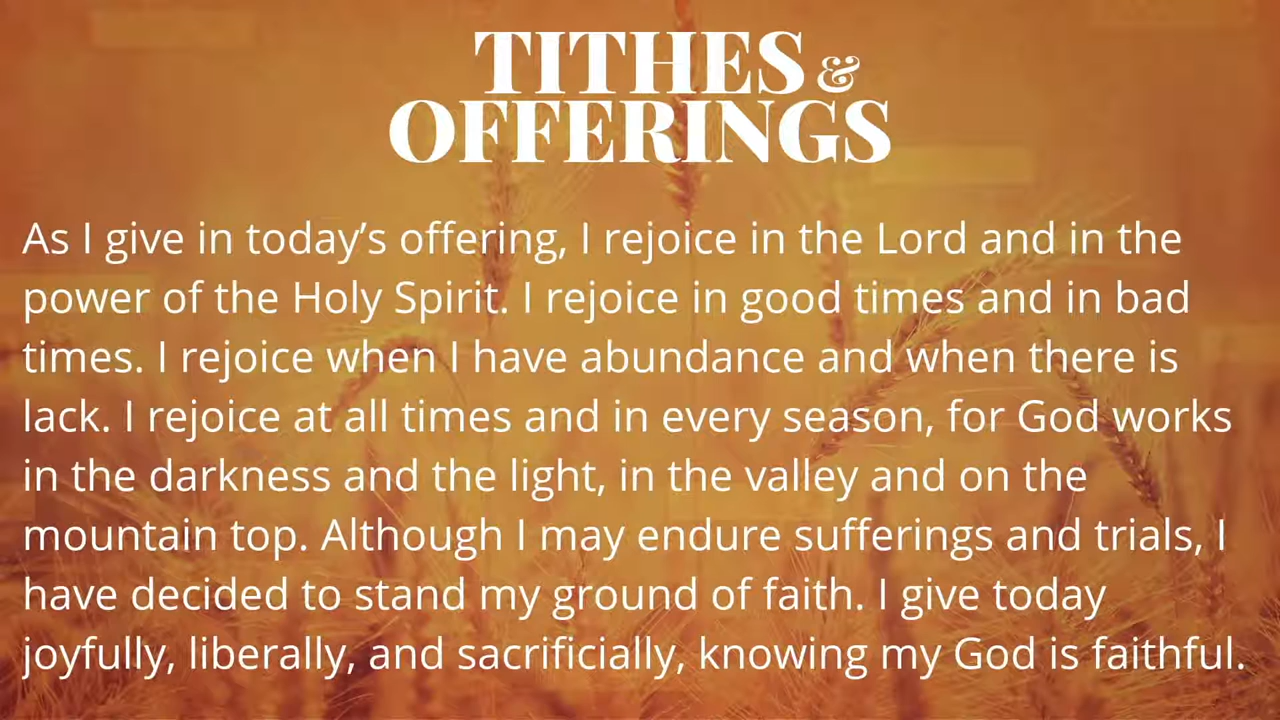 TITHES &
OFFERINGS
As I give in today’s offering, I rejoice in the Lord and in the
power of the Holy Spirit. I rejoice in good times and in bad
times. I rejoice when I have abundance and when there is
lack. I rejoice at all times and in every season, for God works
in the darkness and the light, in the valley and on the
mountain top. Although I may endure sufferings and trials, I
have decided to stand my ground of faith. I give today
joyfully, liberally, and sacrificially, knowing my God is faithful.